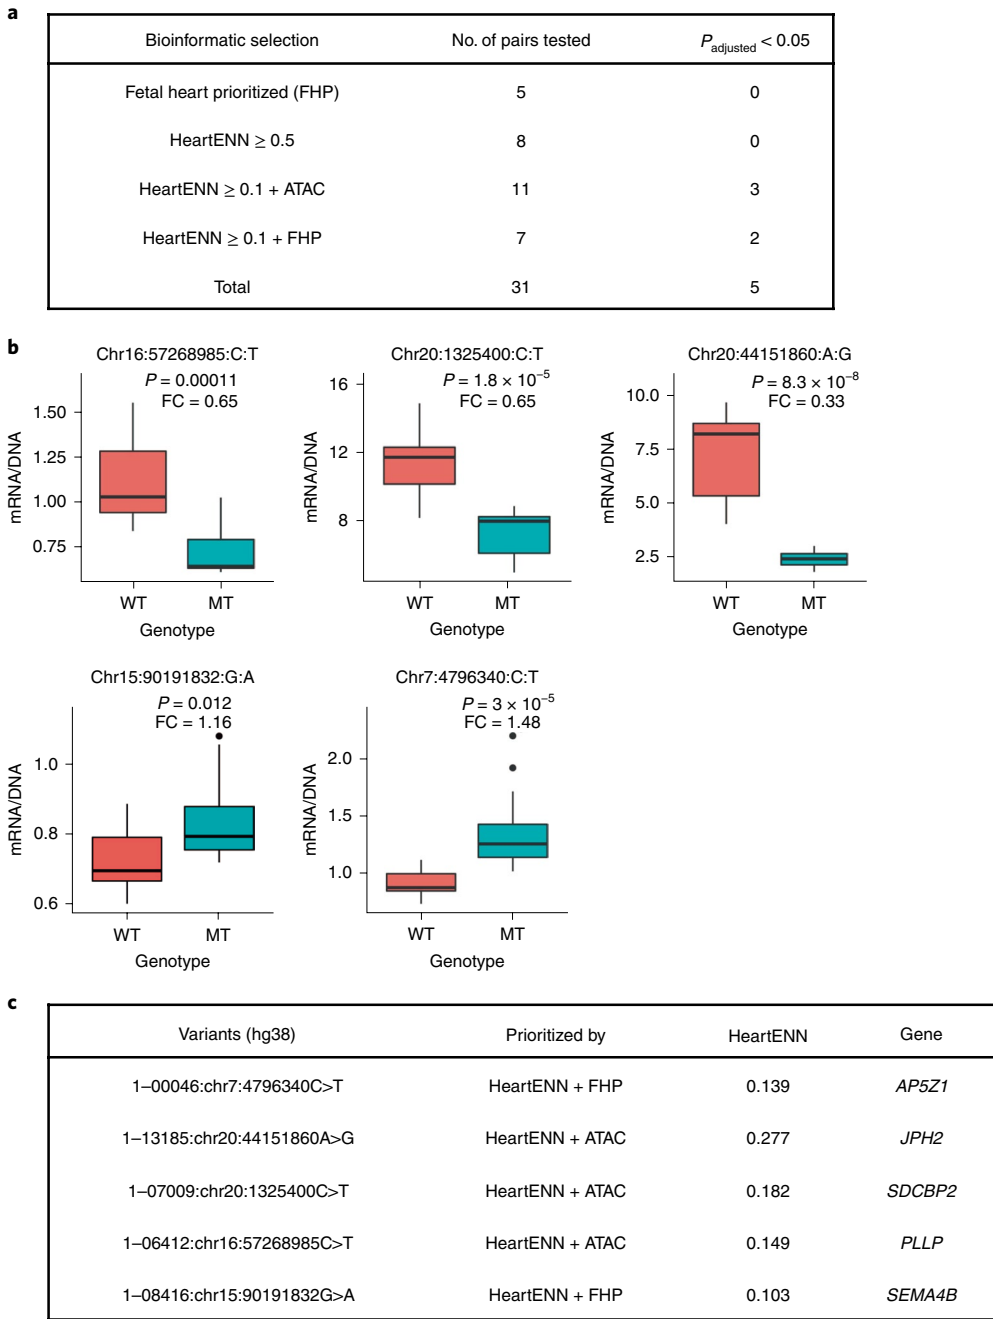 a
Bioinformatic selection No. of pairs tested P adjusted < 0.05
Fetal heart prioritized (FHP) 5 0
HeartENN ≥ 0.5 8 0
HeartENN ≥ 0.1 + ATAC 11 3
HeartENN ≥ 0.1 + FHP 7 2
Total 31 5
b
Chr16:57268985:C:T
P = 0.00011
FC = 0.65
1.50
1.25
1.00
0.75
mRNA/DNA
WT MT
Genotype
Chr20:1325400:C:T
P = 1.8 × 10⁻⁵
FC = 0.65
16
12
8
mRNA/DNA
WT MT
Genotype
Chr20:44151860:A:G
P = 8.3 × 10⁻⁸
FC = 0.33
10.0
7.5
5.0
2.5
mRNA/DNA
WT MT
Genotype
Chr15:90191832:G:A
P = 0.012
FC = 1.16
1.0
0.8
0.6
mRNA/DNA
WT MT
Genotype
Chr7:4796340:C:T
P = 3 × 10⁻⁵
FC = 1.48
2.0
1.5
1.0
mRNA/DNA
WT MT
Genotype
c
Variants (hg38) Prioritized by HeartENN Gene
1–00046:chr7:4796340C>T HeartENN + FHP 0.139 AP5Z1
1–13185:chr20:44151860A>G HeartENN + ATAC 0.277 JPH2
1–07009:chr20:1325400C>T HeartENN + ATAC 0.182 SDCBP2
1–06412:chr16:57268985C>T HeartENN + ATAC 0.149 PLLP
1–08416:chr15:90191832G>A HeartENN + FHP 0.103 SEMA4B